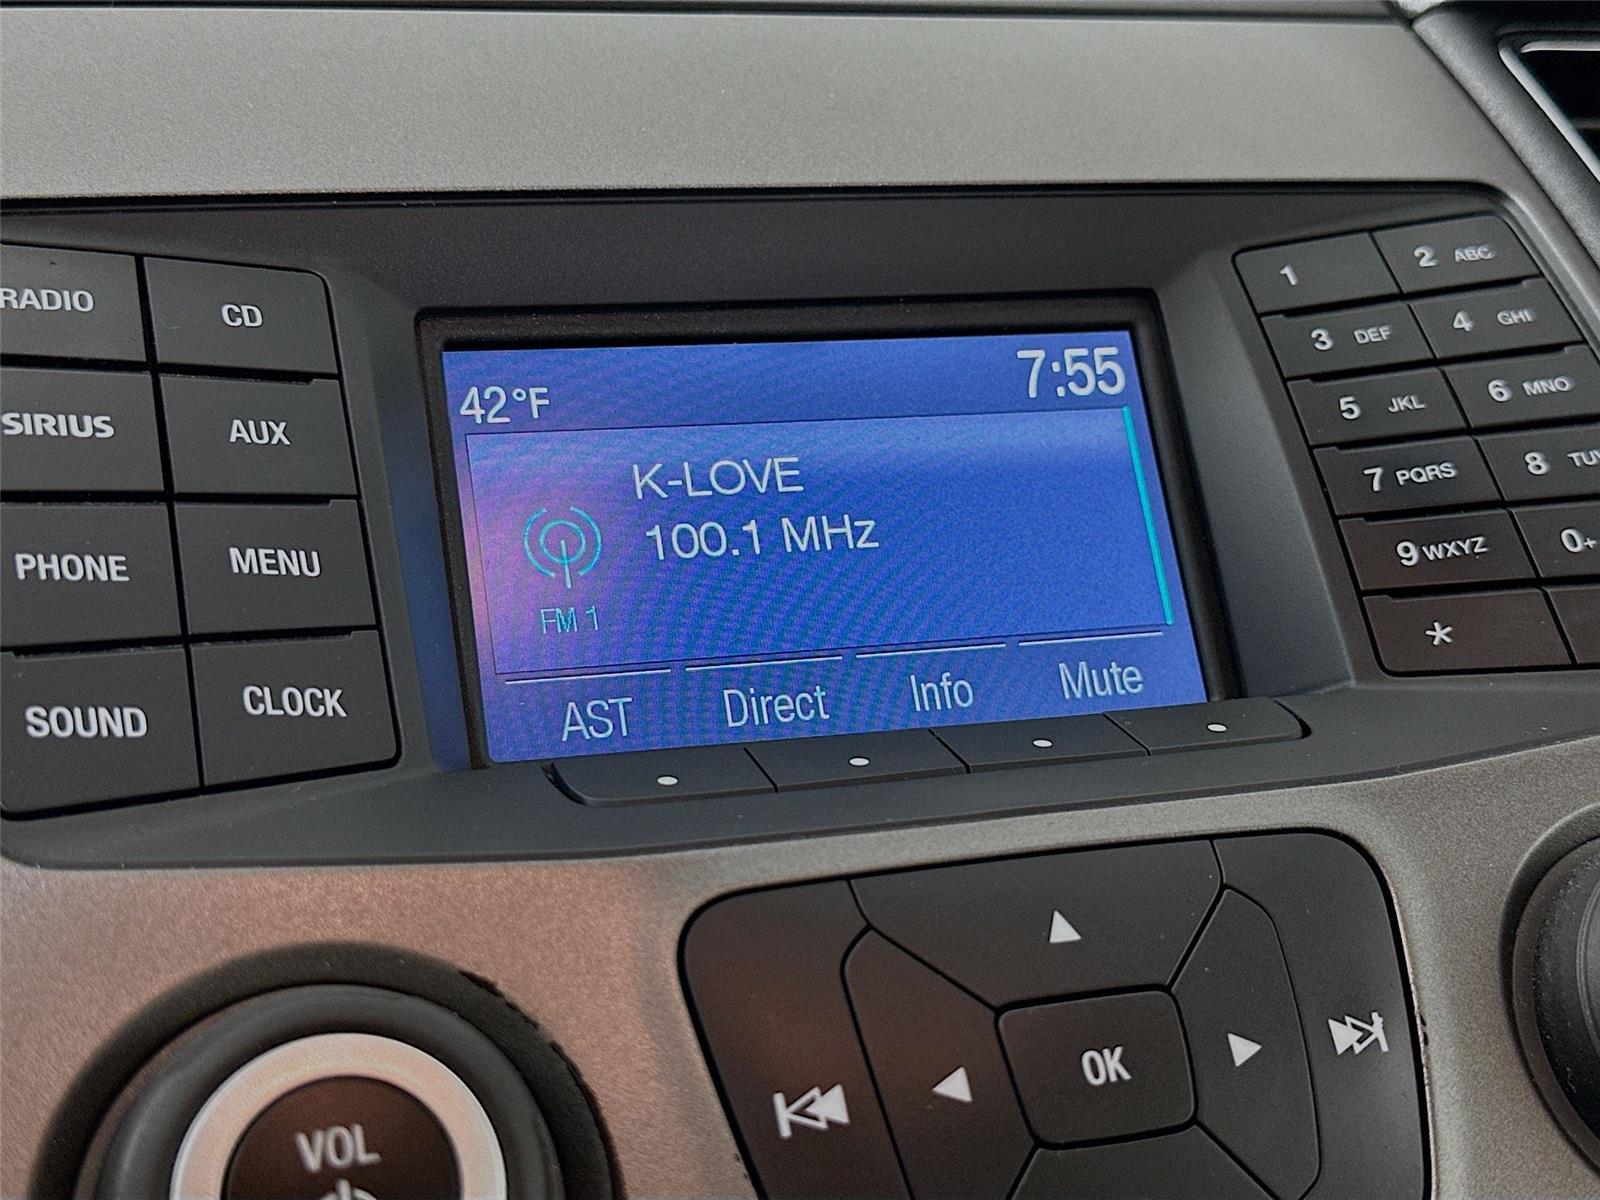 RADIO
CD
SIRIUS
AUX
PHONE
MENU
SOUND
CLOCK
42°F
7:55
K-LOVE
100.1 MHz
FM 1
AST Direct Info Mute
1
2 ABC
3 DEF
4 GHI
5 JKL
6 MNO
7 PQRS
8 TUV
9 WXYZ
0+
*
VOL
OK